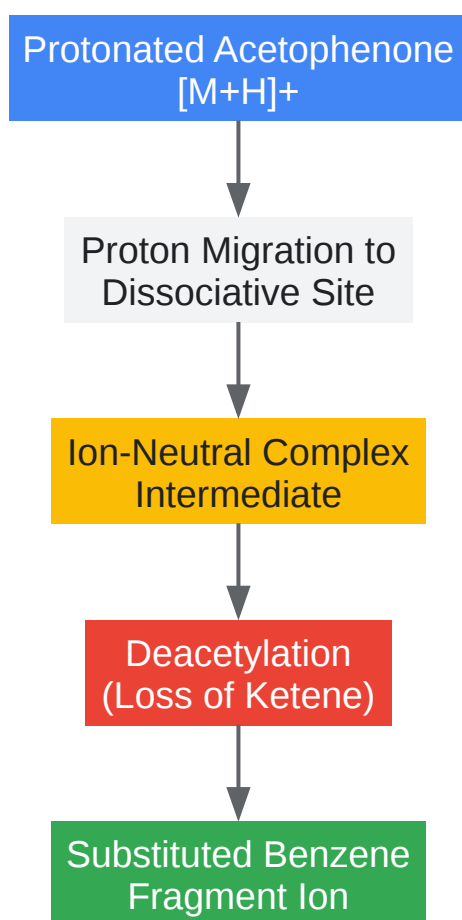 Protonated Acetophenone
[M+H]+
Proton Migration to
Dissociative Site
Ion-Neutral Complex
Intermediate
Deacetylation
(Loss of Ketene)
Substituted Benzene
Fragment Ion